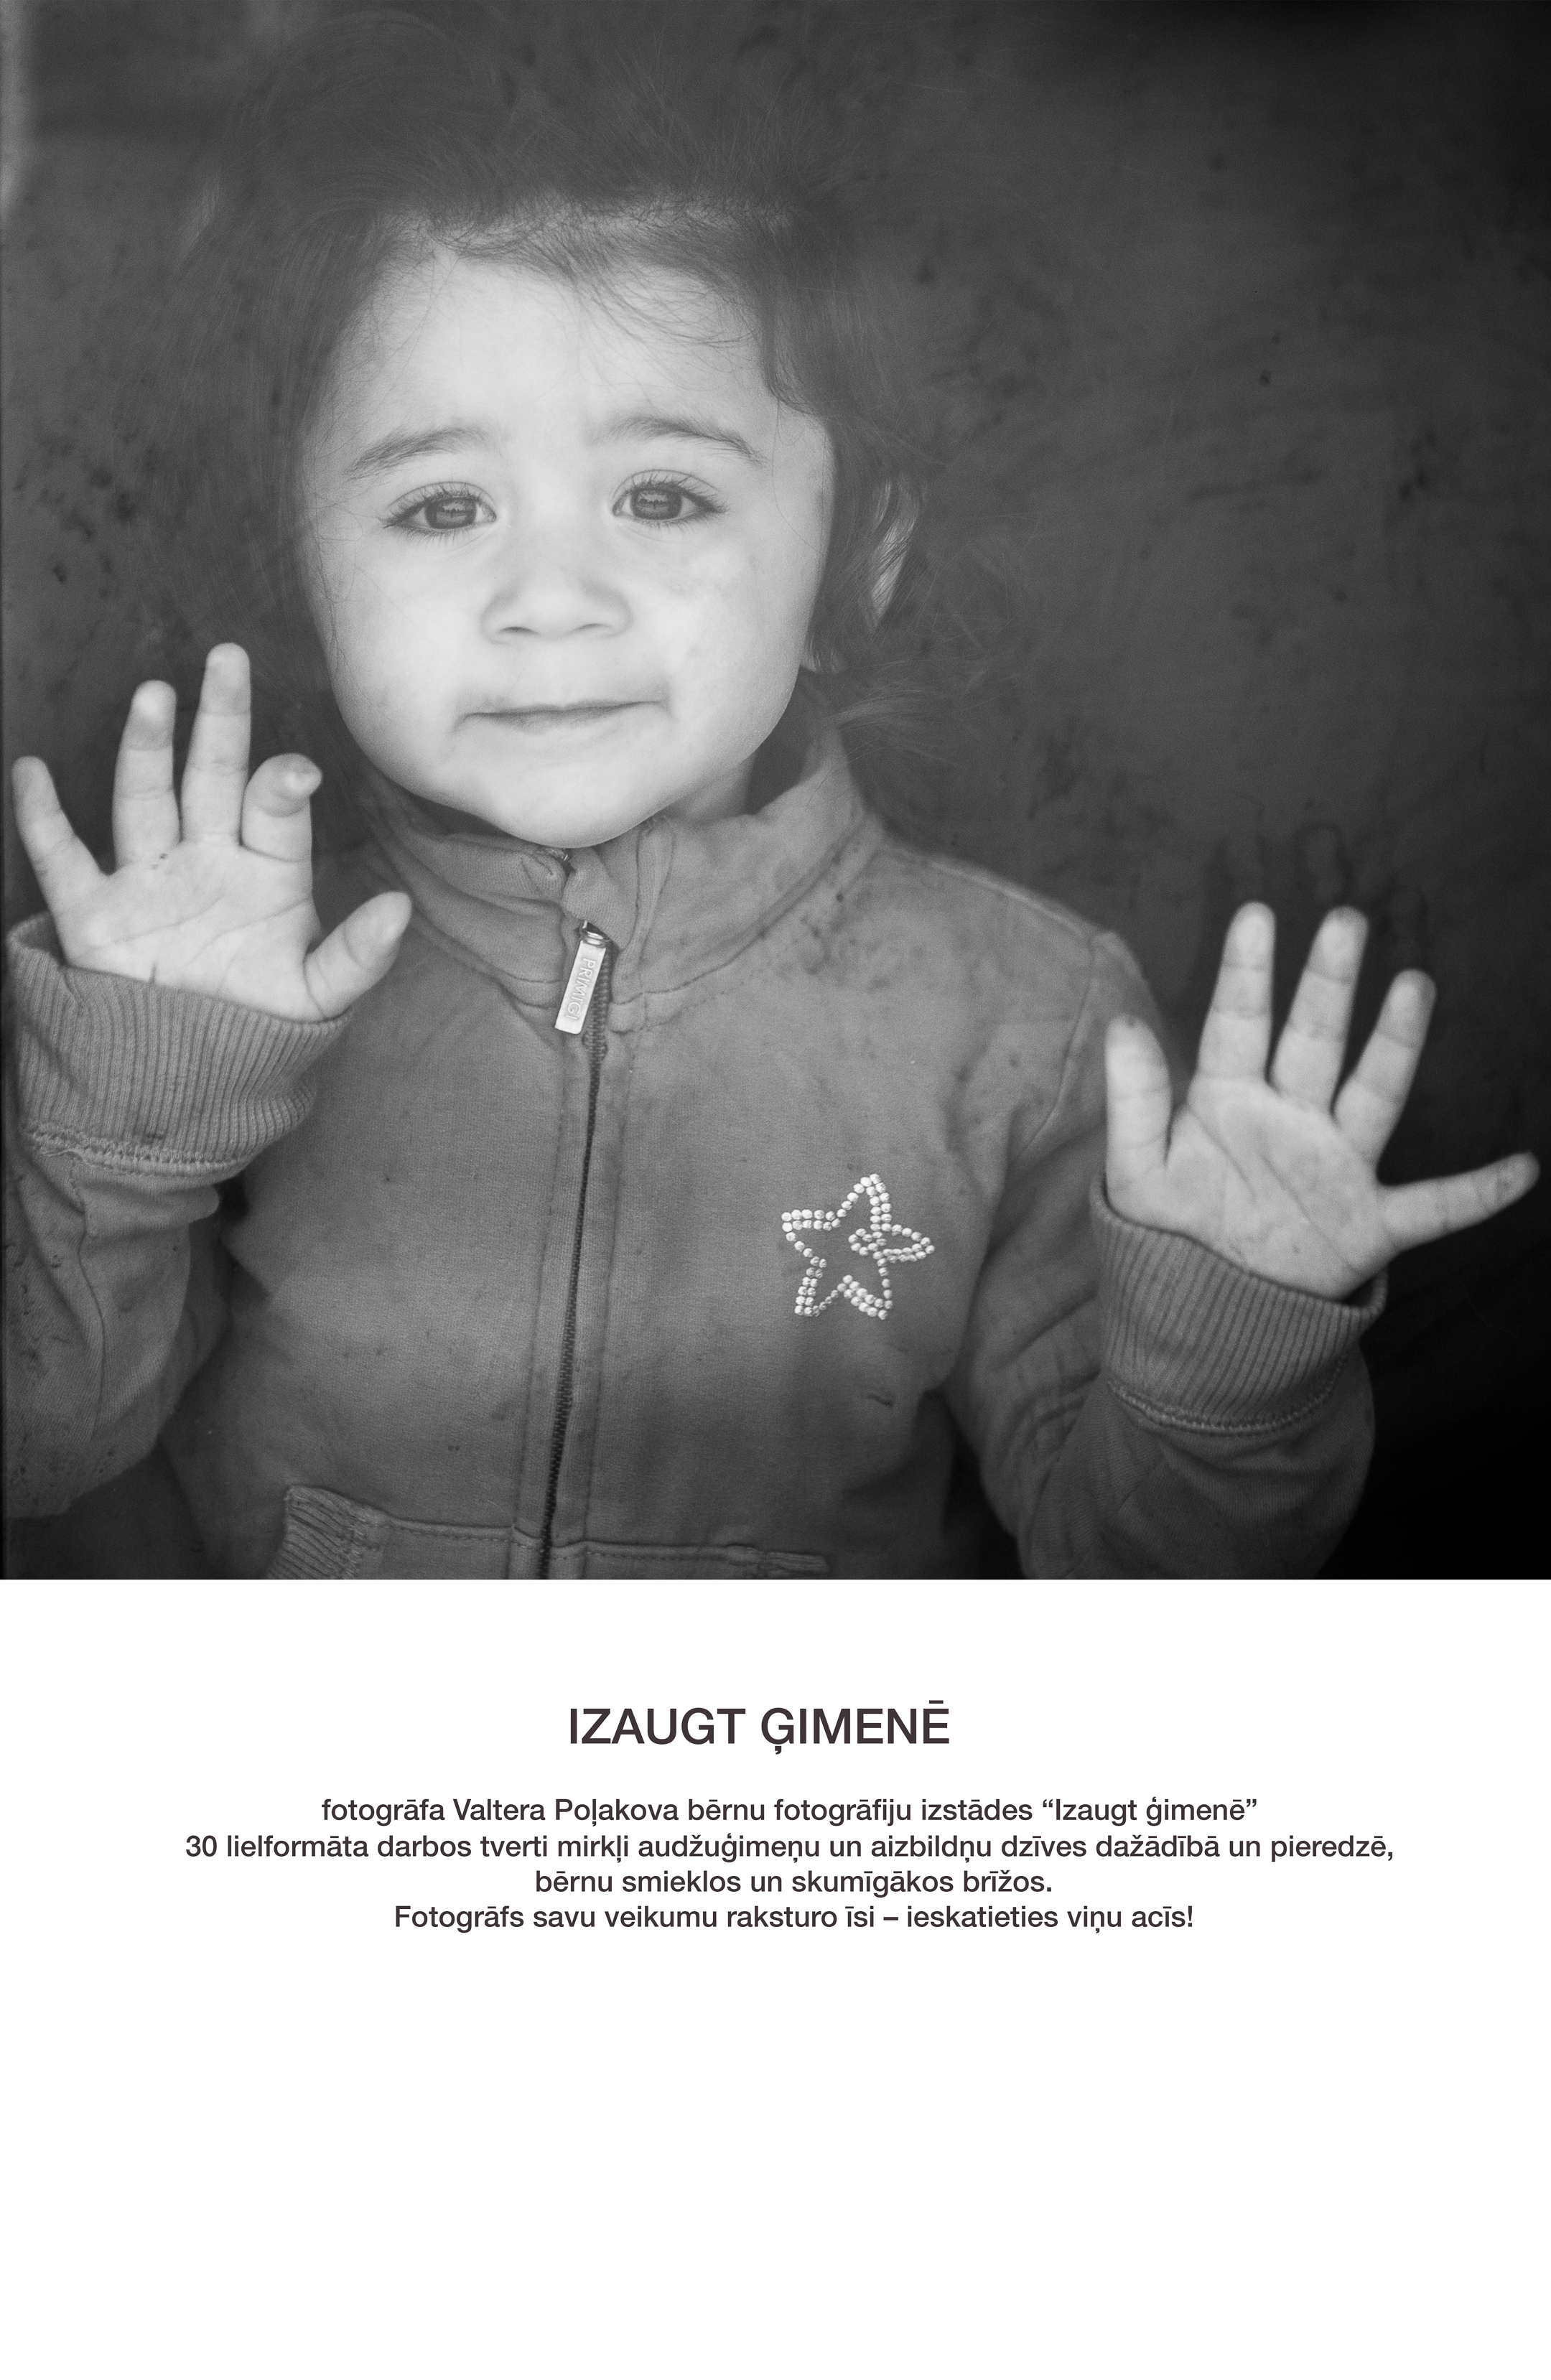 PRIMIGI
IZAUGT ĢIMENĒ
fotogrāfa Valtera Poļakova bērnu fotogrāfiju izstādes “Izaugt ģimenē”
30 lielformāta darbos tverti mirkļi audžuģimeņu un aizbildņu dzīves dažādībā un pieredzē,
bērnu smieklos un skumīgākos brīžos.
Fotogrāfs savu veikumu raksturo īsi – ieskatieties viņu acīs!